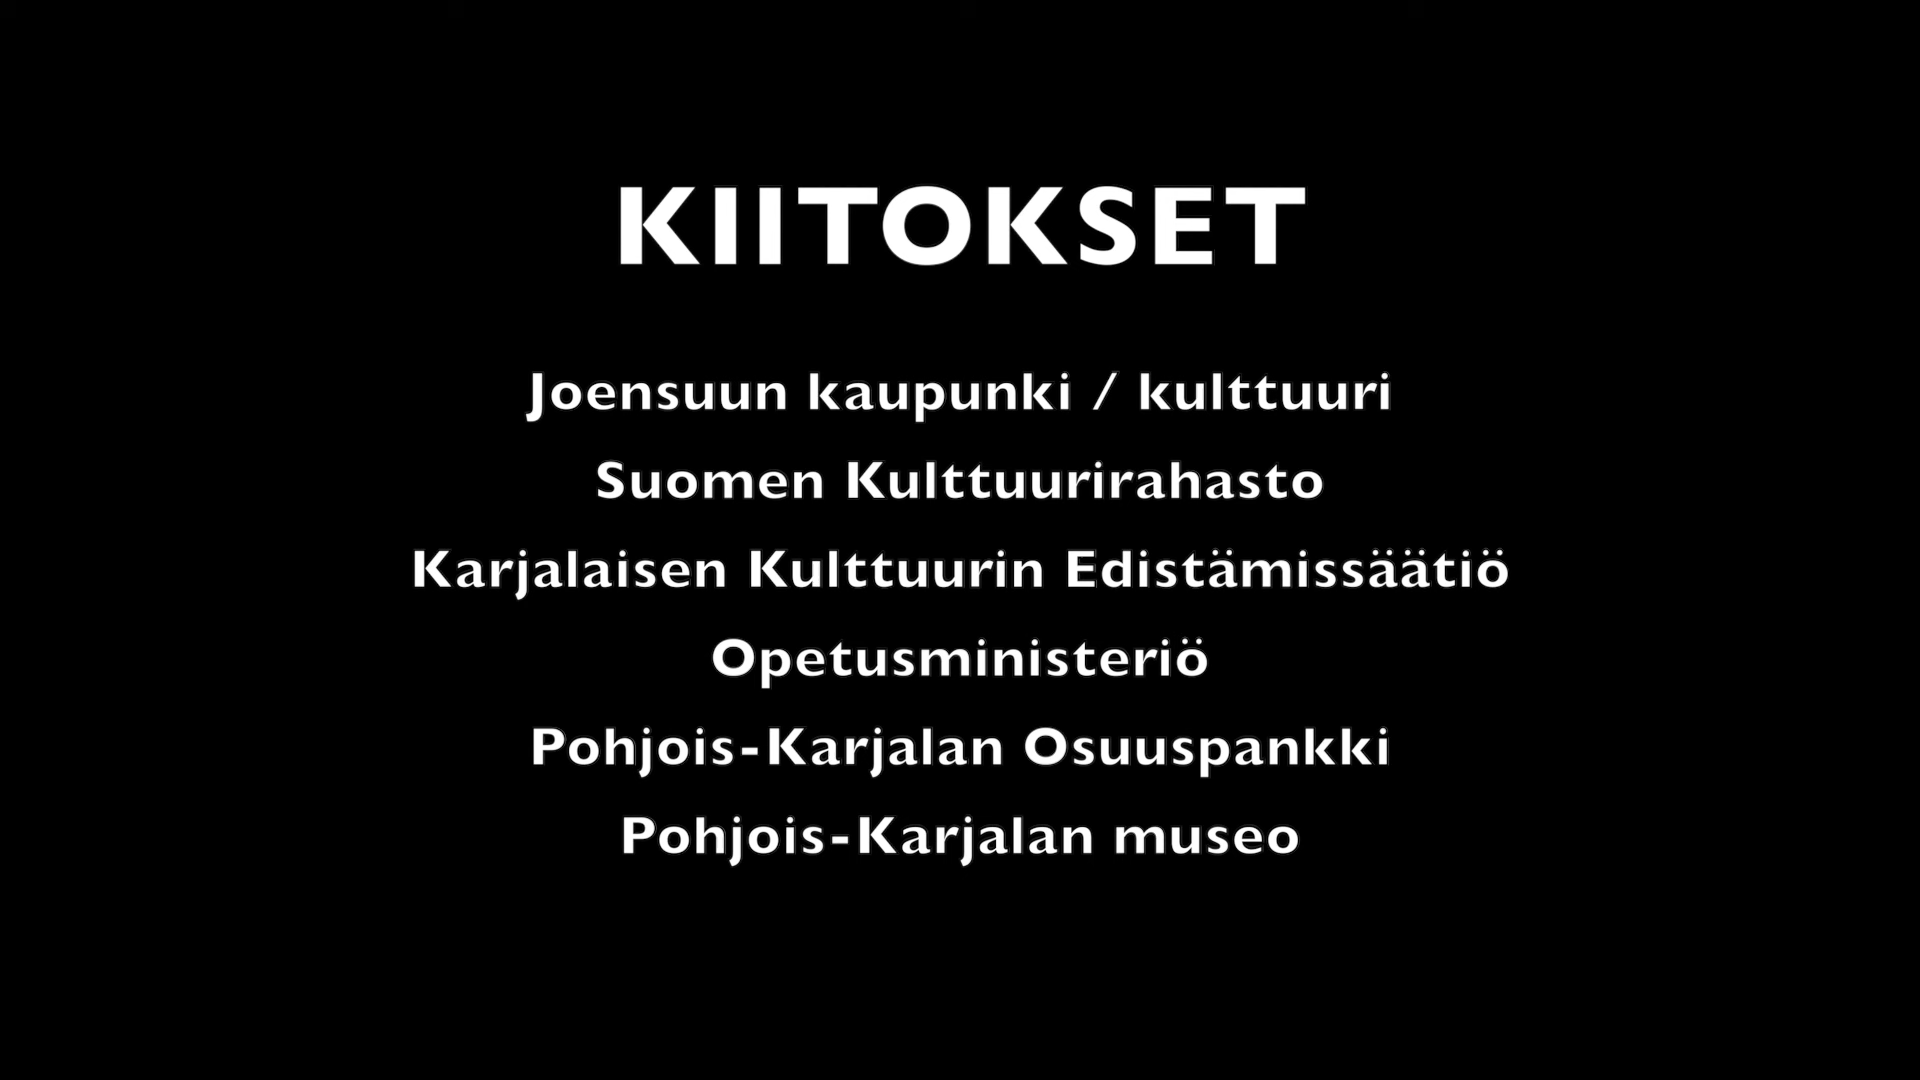 KIITOKSET
Joensuun kaupunki / kulttuuri
Suomen Kulttuurirahasto
Karjalaisen Kulttuurin Edistämissäätiö
Opetusministeriö
Pohjois-Karjalan Osuuspankki
Pohjois-Karjalan museo